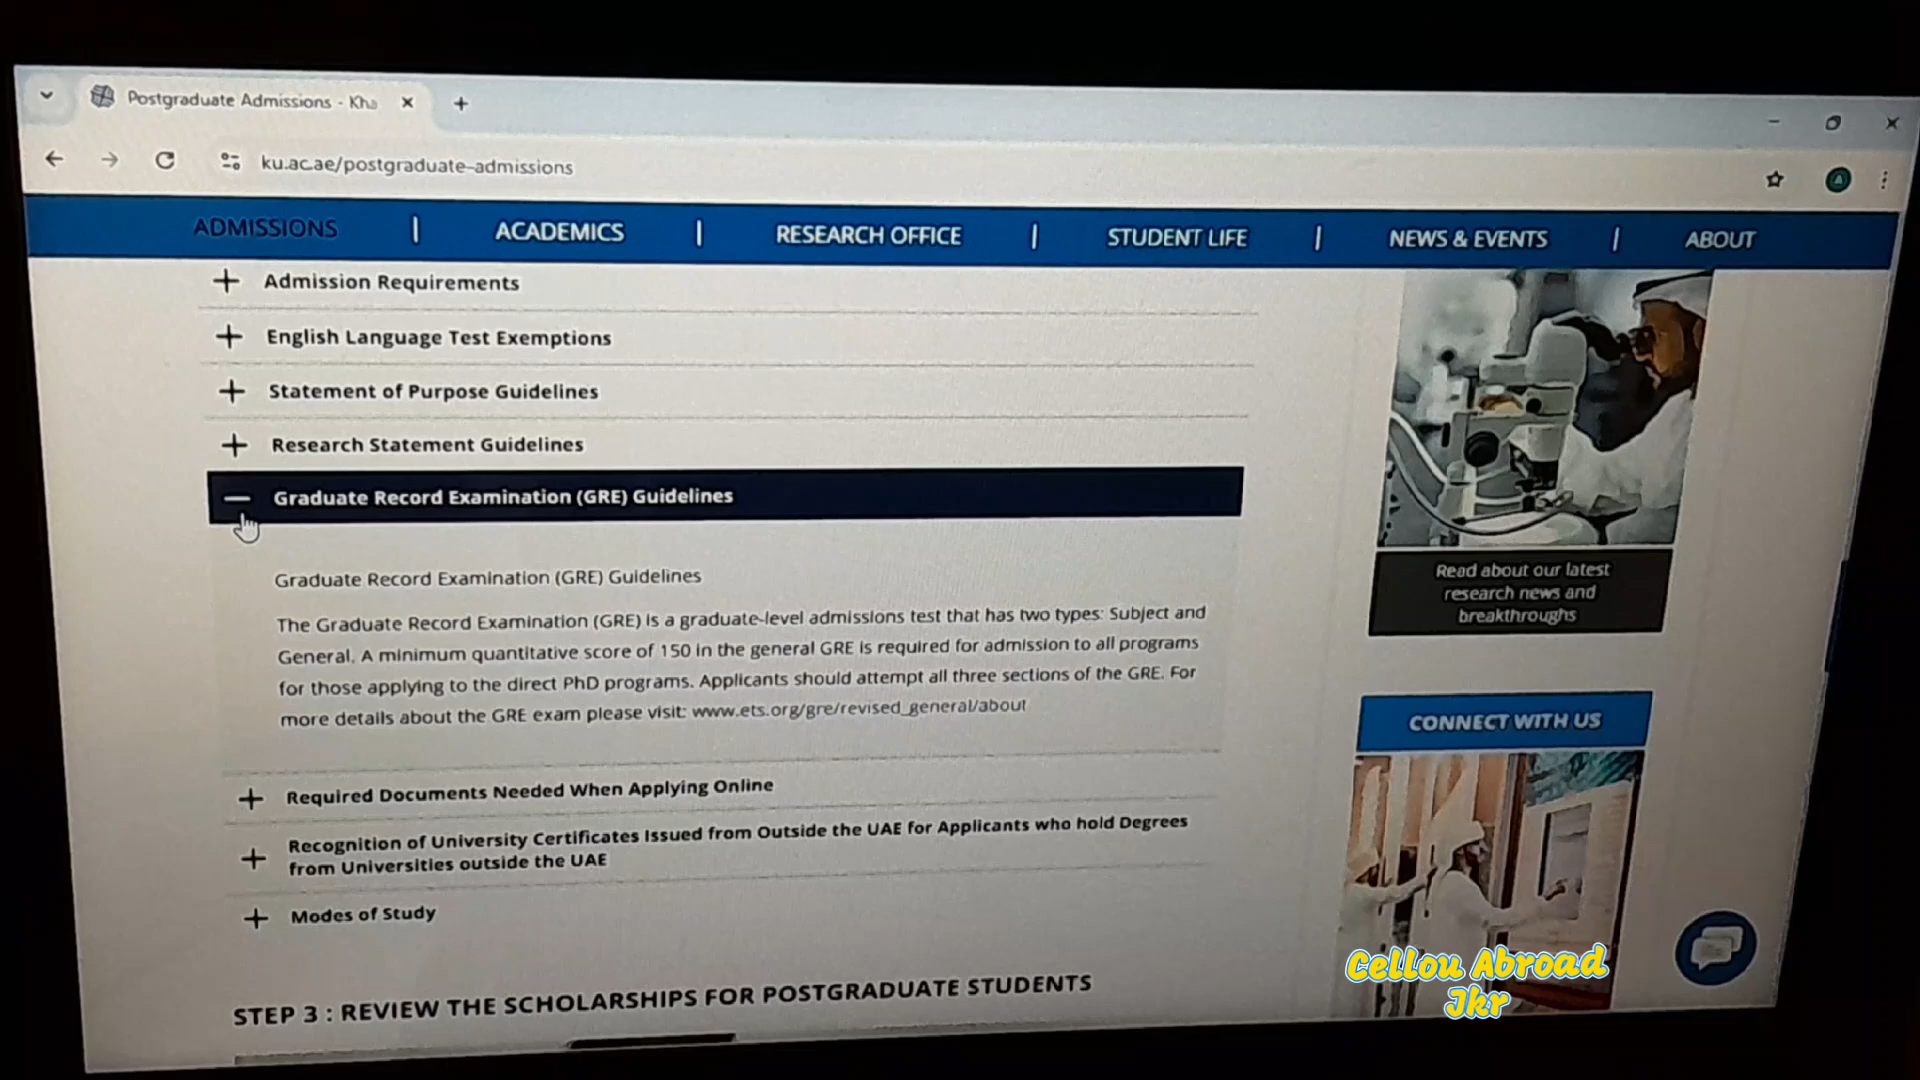 Postgraduate Admissions - Kha
ku.ac.ae/postgraduate-admissions
ADMISSIONS | ACADEMICS | RESEARCH OFFICE | STUDENT LIFE | NEWS & EVENTS | ABOUT
Admission Requirements
English Language Test Exemptions
Statement of Purpose Guidelines
Research Statement Guidelines
Graduate Record Examination (GRE) Guidelines
Graduate Record Examination (GRE) Guidelines
The Graduate Record Examination (GRE) is a graduate-level admissions test that has two types: Subject and
General. A minimum quantitative score of 150 in the general GRE is required for admission to all programs
for those applying to the direct PhD programs. Applicants should attempt all three sections of the GRE. For
more details about the GRE exam please visit: www.ets.org/gre/revised_general/about
Required Documents Needed When Applying Online
Recognition of University Certificates Issued from Outside the UAE for Applicants who hold Degrees
from Universities outside the UAE
Modes of Study
STEP 3 : REVIEW THE SCHOLARSHIPS FOR POSTGRADUATE STUDENTS
Read about our latest
research news and
breakthroughs
CONNECT WITH US
Cellou Abroad
Jkr
A